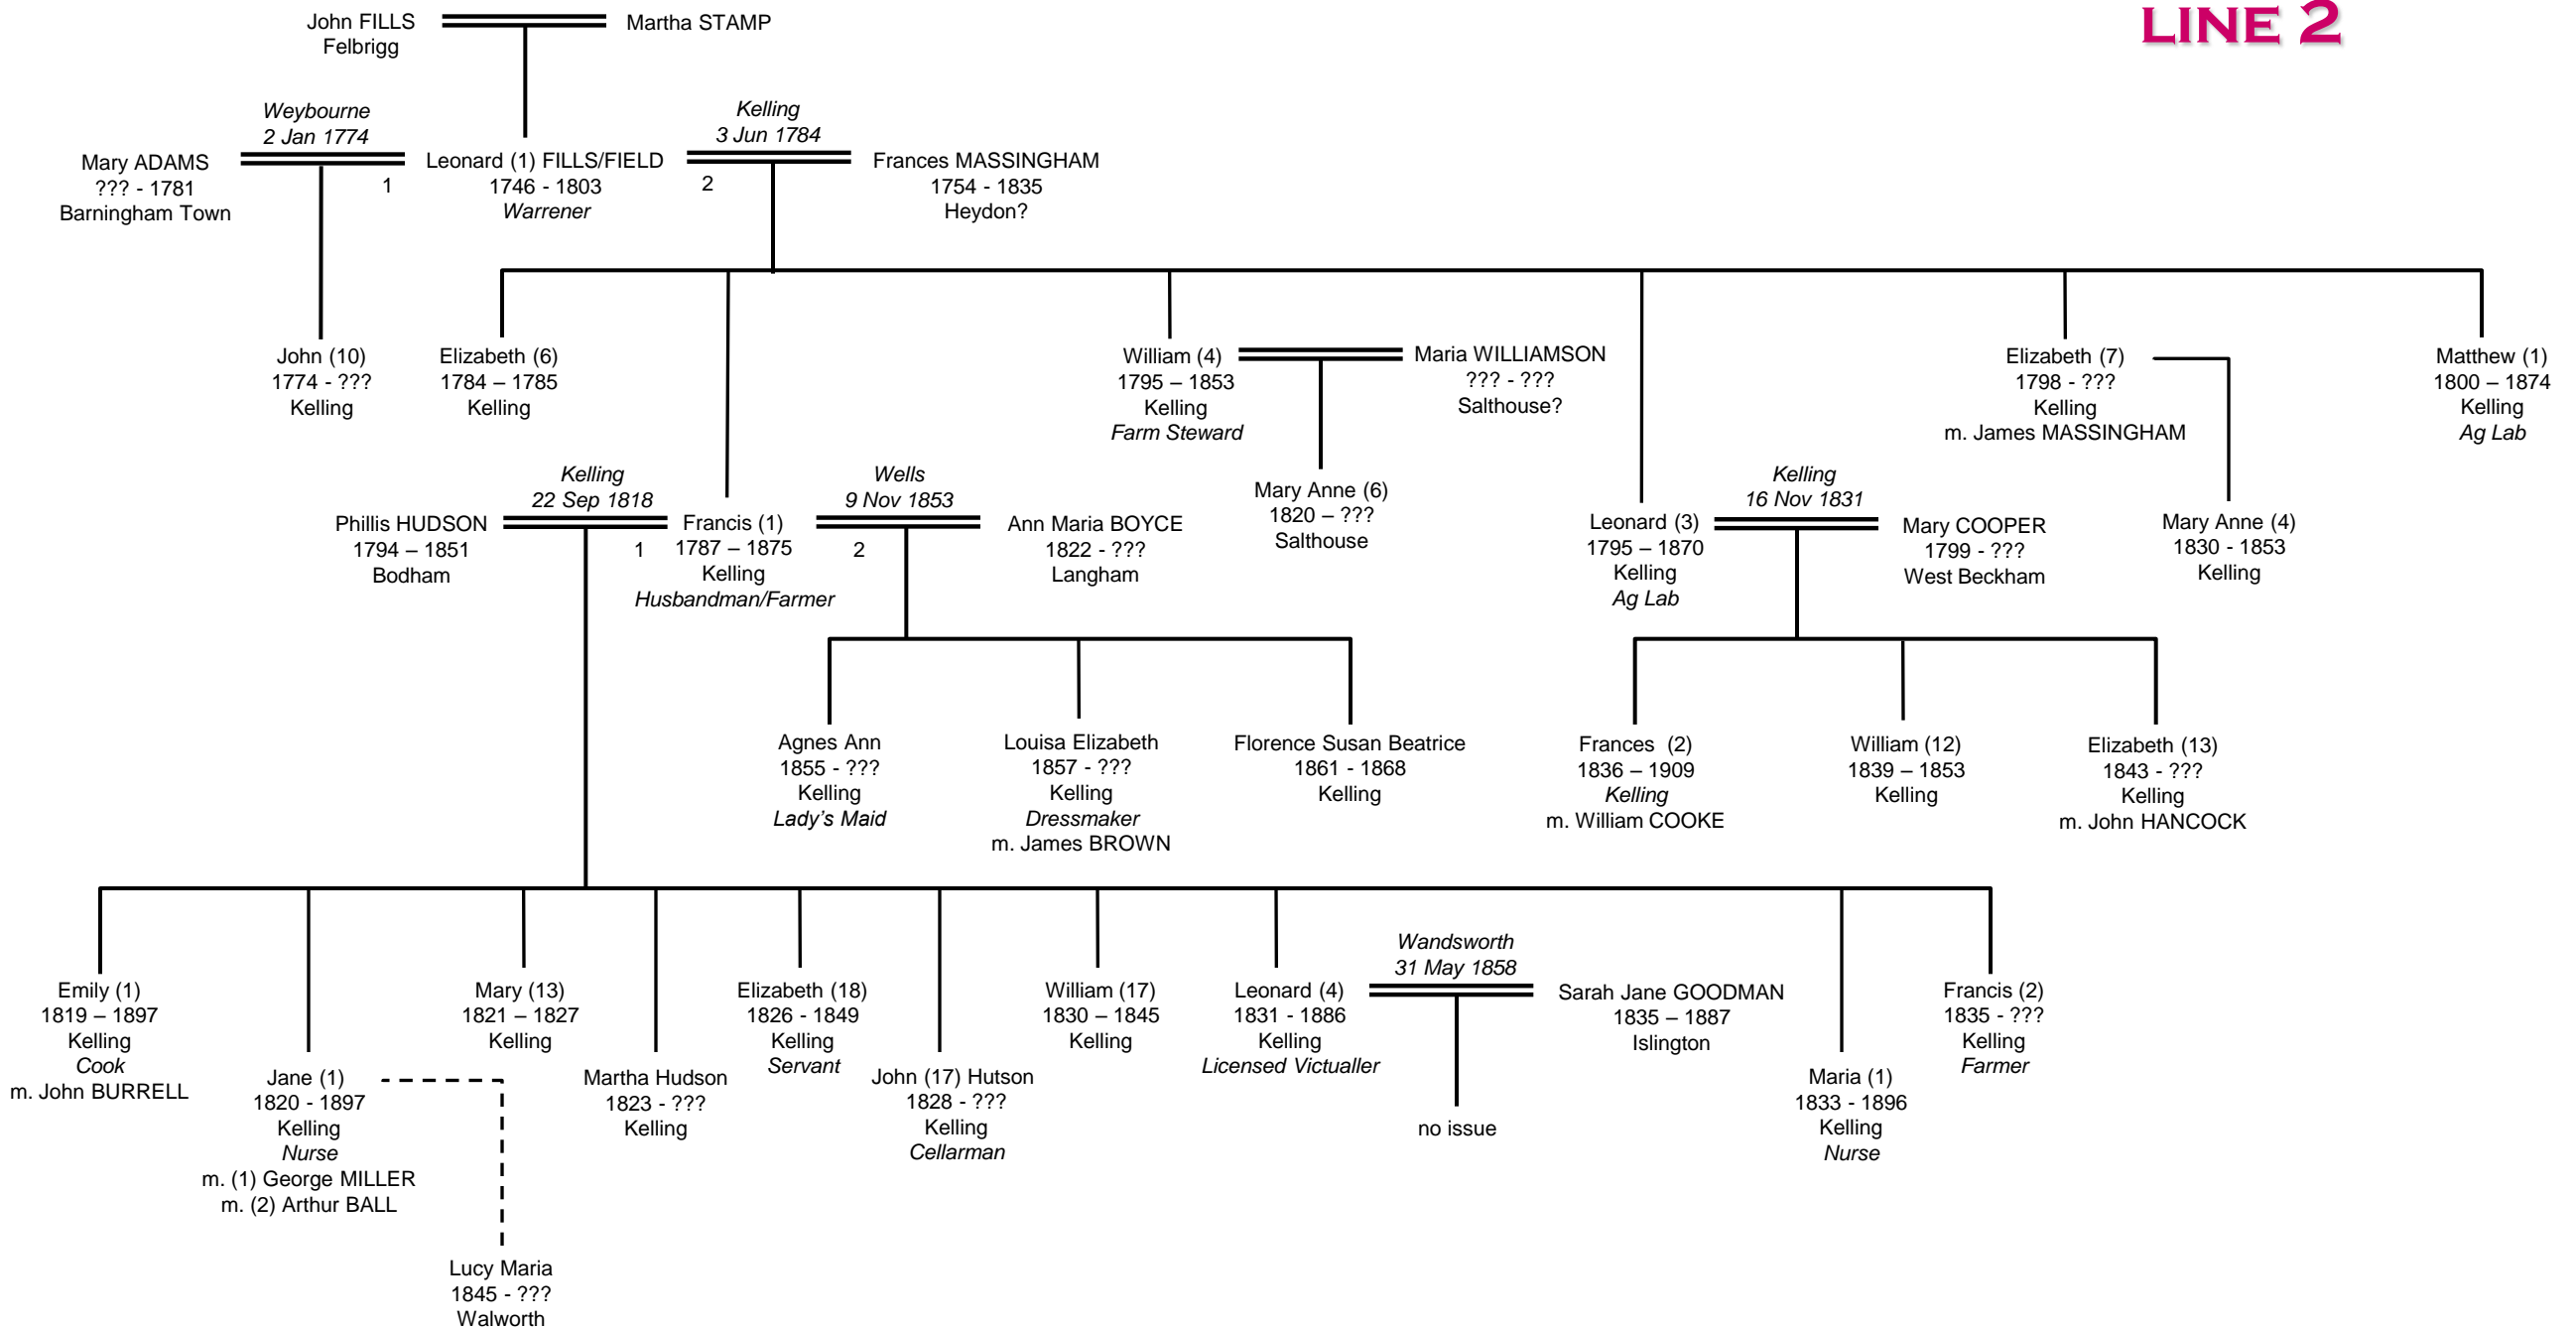 LINE 2
John FILLS
Felbrigg
Martha STAMP
Weybourne
2 Jan 1774
Kelling
3 Jun 1784
Mary ADAMS
??? - 1781
Barningham Town
1
Leonard (1) FILLS/FIELD
1746 - 1803
Warrener
2
Frances MASSINGHAM
1754 - 1835
Heydon?
John (10)
1774 - ???
Kelling
Elizabeth (6)
1784 – 1785
Kelling
William (4)
1795 – 1853
Kelling
Farm Steward
Maria WILLIAMSON
??? - ???
Salthouse?
Elizabeth (7)
1798 - ???
Kelling
m. James MASSINGHAM
Matthew (1)
1800 – 1874
Kelling
Ag Lab
Kelling
22 Sep 1818
Wells
9 Nov 1853
Mary Anne (6)
1820 – ???
Salthouse
Kelling
16 Nov 1831
Phillis HUDSON
1794 – 1851
Bodham
1
Francis (1)
1787 – 1875
Kelling
Husbandman/Farmer
2
Ann Maria BOYCE
1822 - ???
Langham
Leonard (3)
1795 – 1870
Kelling
Ag Lab
Mary COOPER
1799 - ???
West Beckham
Mary Anne (4)
1830 - 1853
Kelling
Agnes Ann
1855 - ???
Kelling
Lady's Maid
Louisa Elizabeth
1857 - ???
Kelling
Dressmaker
m. James BROWN
Florence Susan Beatrice
1861 - 1868
Kelling
Frances (2)
1836 – 1909
Kelling
m. William COOKE
William (12)
1839 – 1853
Kelling
Elizabeth (13)
1843 - ???
Kelling
m. John HANCOCK
Wandsworth
31 May 1858
Emily (1)
1819 – 1897
Kelling
Cook
m. John BURRELL
Jane (1)
1820 - 1897
Kelling
Nurse
m. (1) George MILLER
m. (2) Arthur BALL
Mary (13)
1821 – 1827
Kelling
Martha Hudson
1823 - ???
Kelling
Elizabeth (18)
1826 - 1849
Kelling
Servant
John (17) Hutson
1828 - ???
Kelling
Cellarman
William (17)
1830 – 1845
Kelling
Leonard (4)
1831 - 1886
Kelling
Licensed Victualler
Sarah Jane GOODMAN
1835 – 1887
Islington
no issue
Maria (1)
1833 - 1896
Kelling
Nurse
Francis (2)
1835 - ???
Kelling
Farmer
Lucy Maria
1845 - ???
Walworth